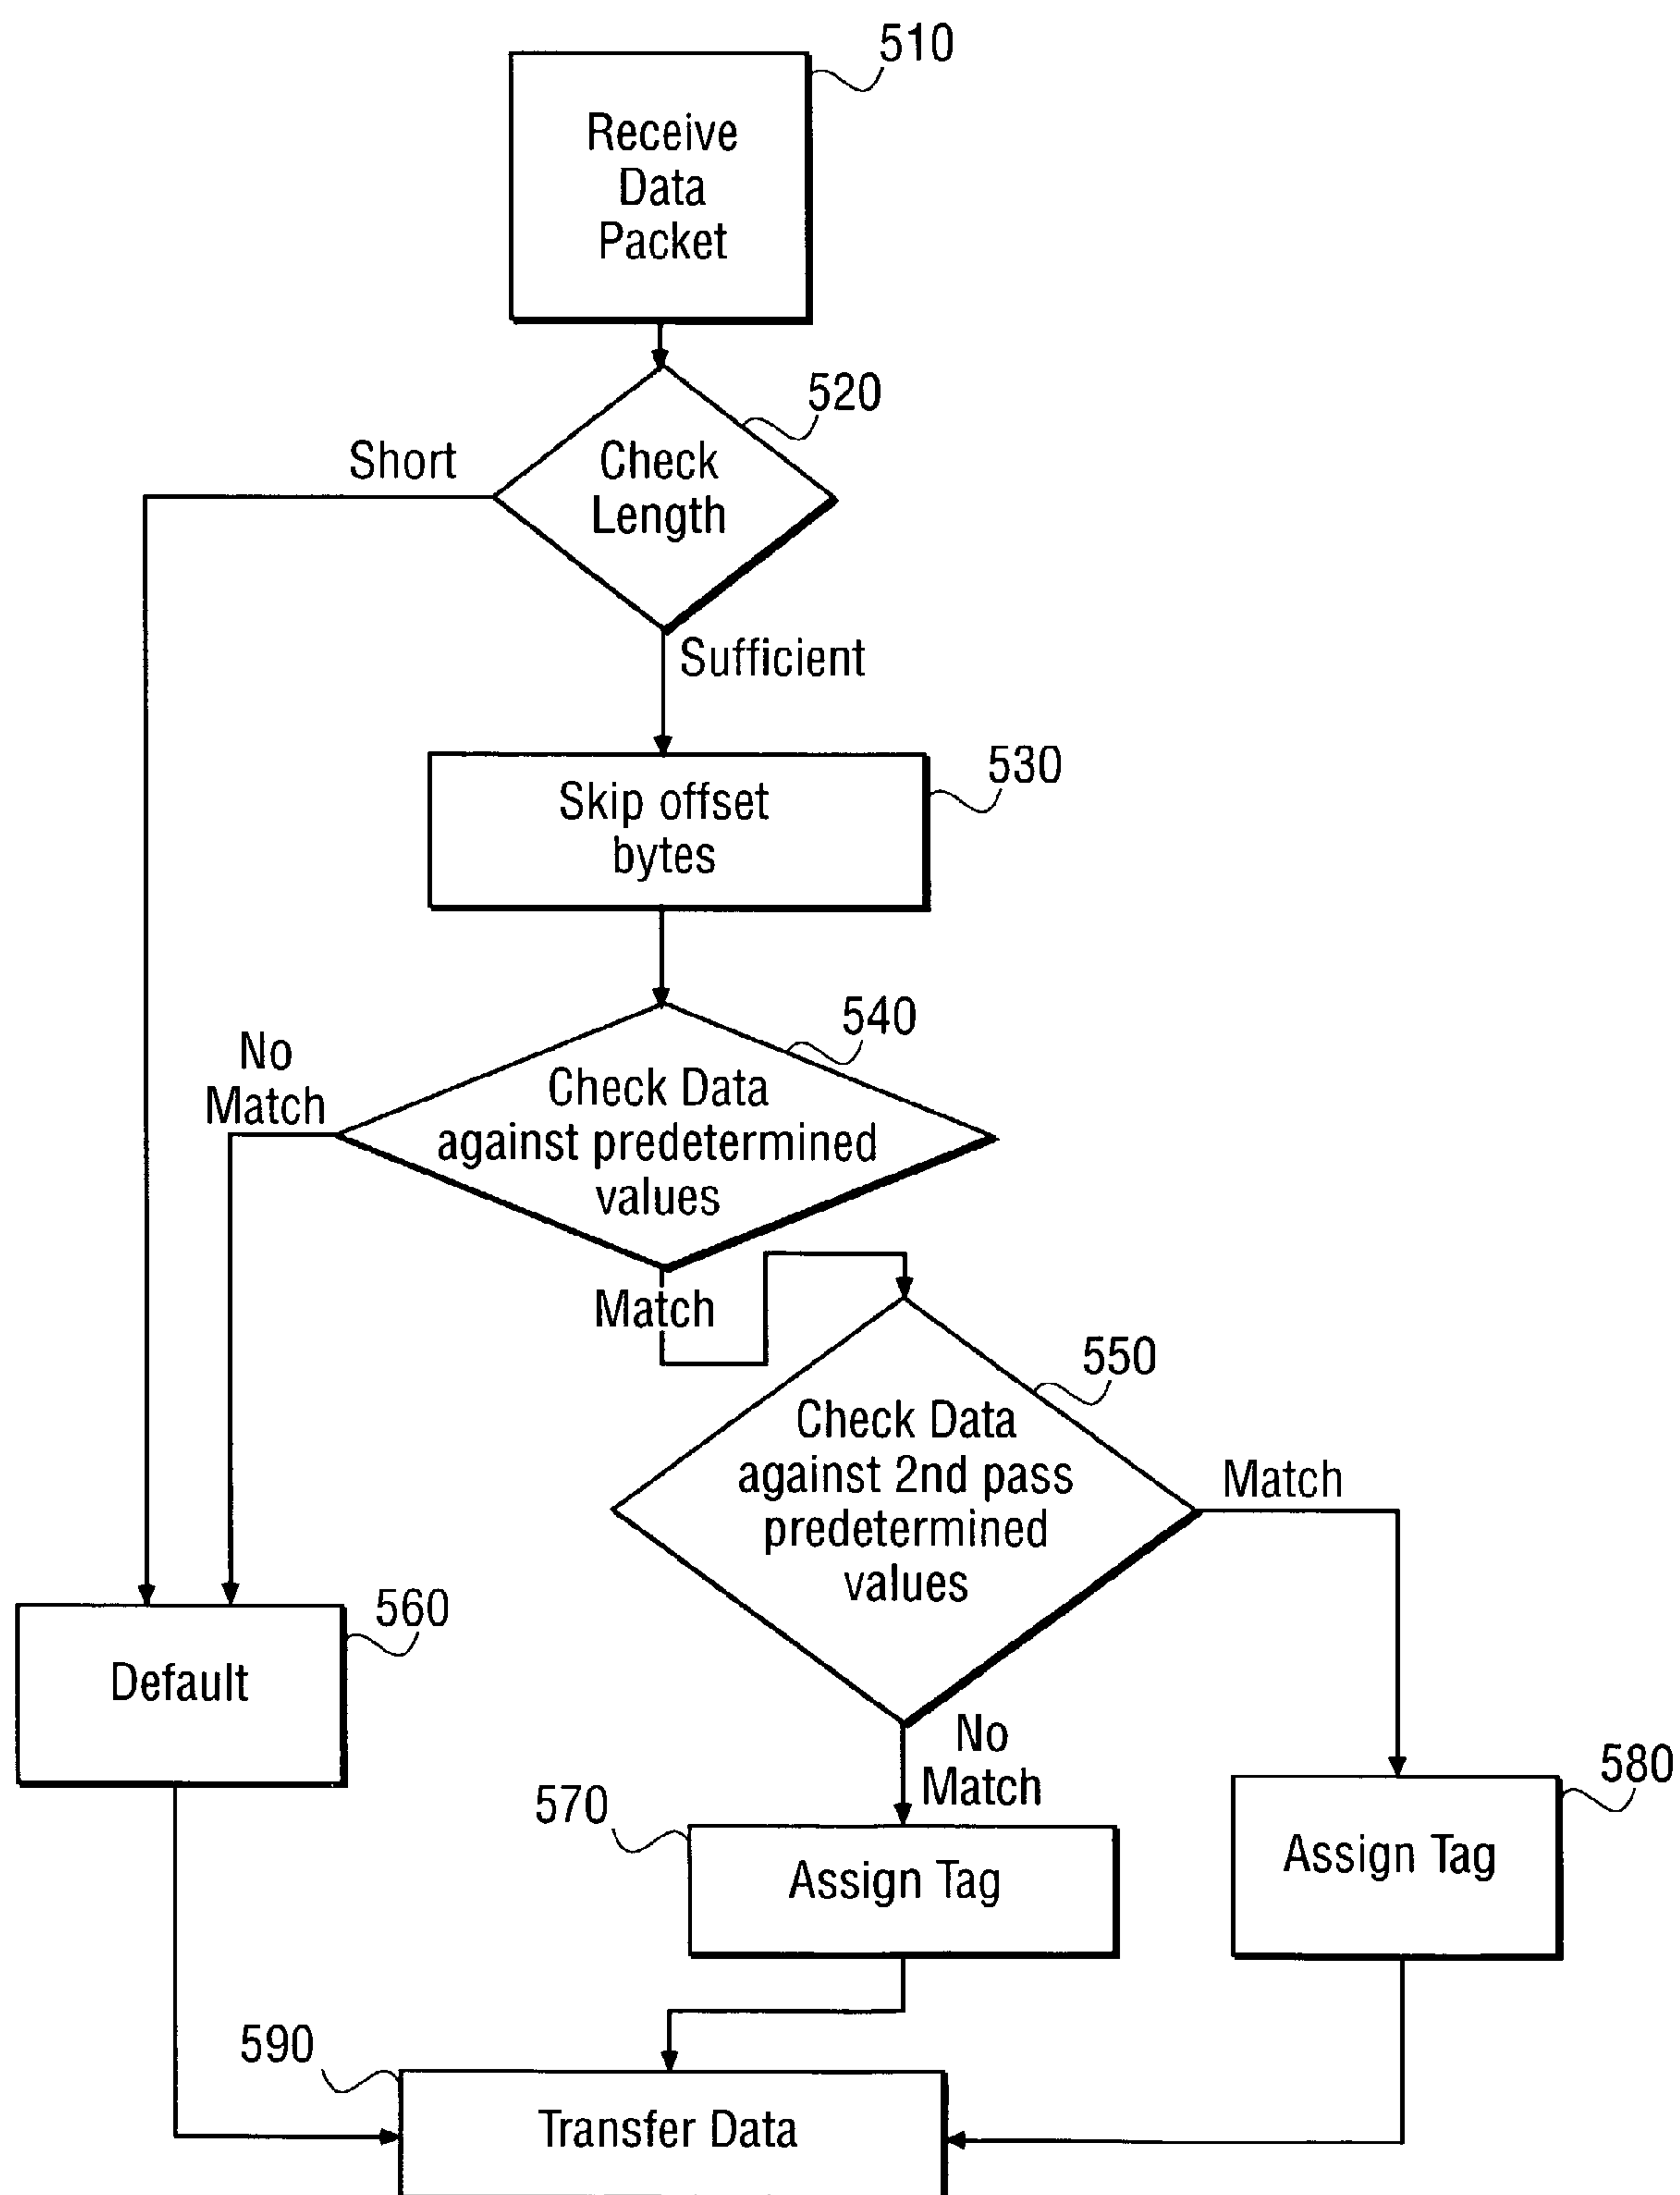 510
Receive
Data
Packet
520
Short
Check
Length
Sufficient
530
Skip offset
bytes
540
No
Match
Check Data
against predetermined
values
Match
550
Check Data
against 2nd pass
predetermined
values
Match
560
Default
No
Match
570
Assign Tag
580
Assign Tag
590
Transfer Data